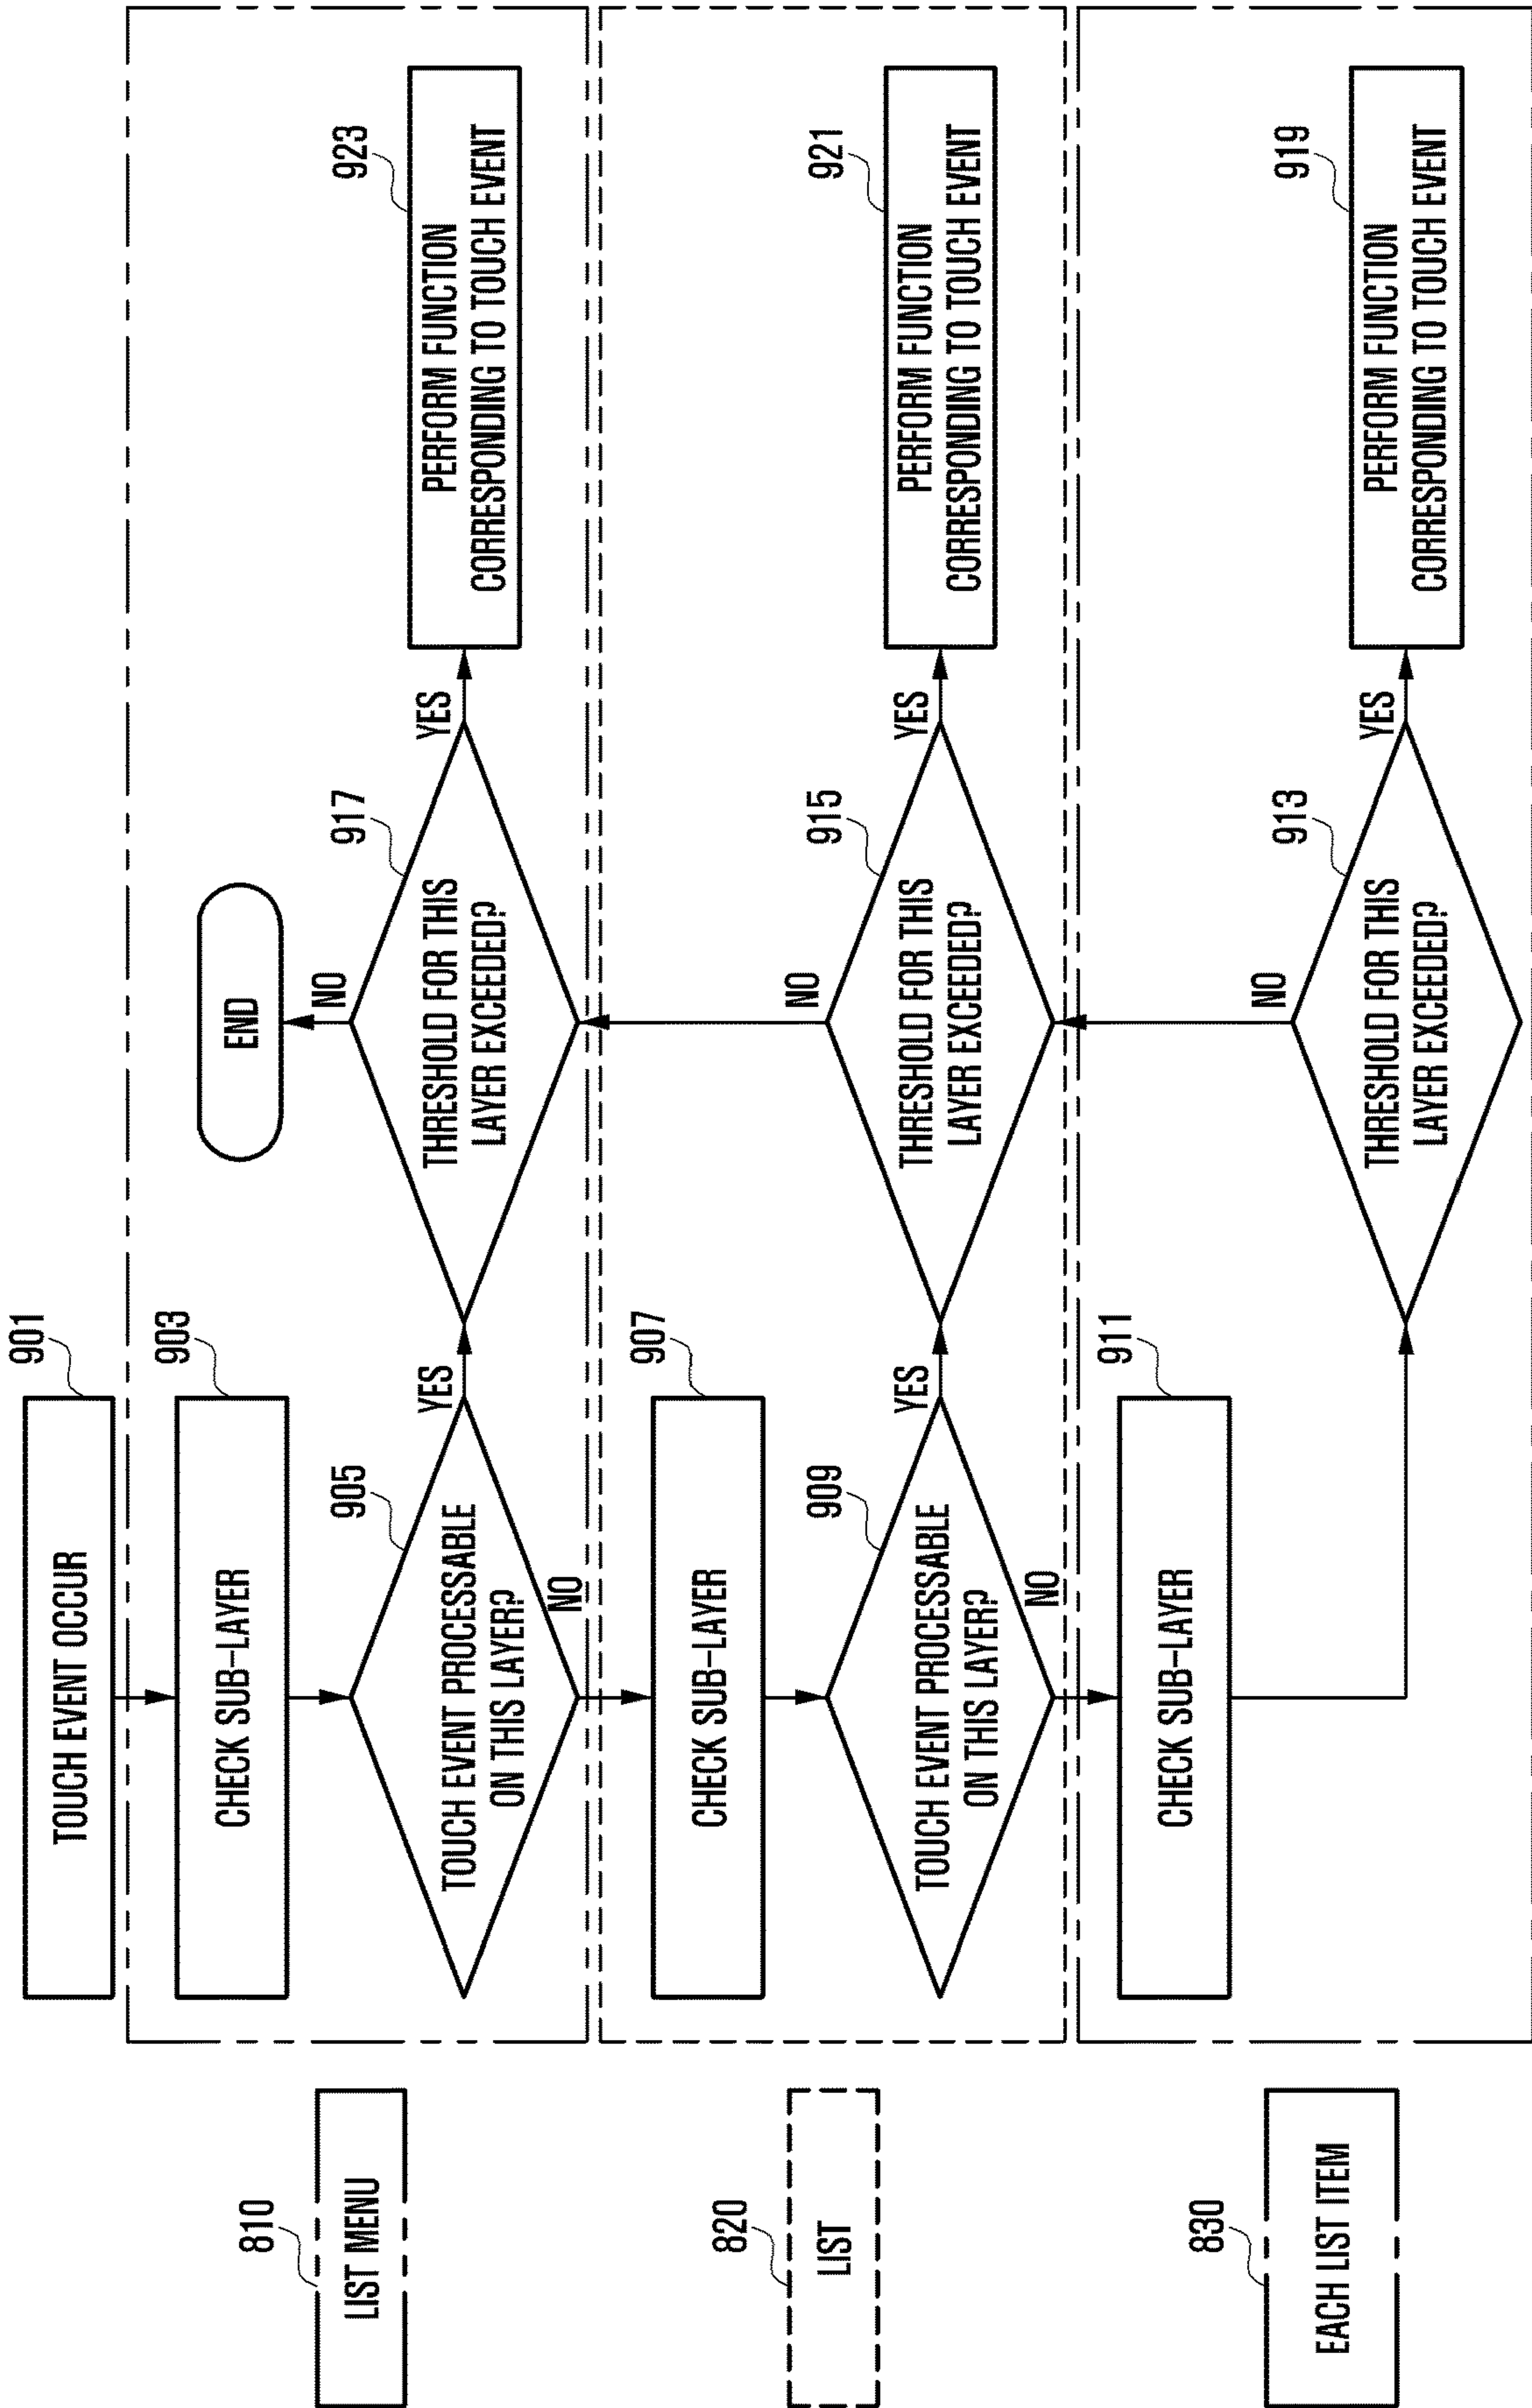 901
TOUCH EVENT OCCUR
810
LIST MENU
903
CHECK SUB-LAYER
END
905
TOUCH EVENT PROCESSABLE
ON THIS LAYER?
YES
NO
917
THRESHOLD FOR THIS
LAYER EXCEEDED?
NO
YES
923
PERFORM FUNCTION
CORRESPONDING TO TOUCH EVENT
820
LIST
907
CHECK SUB-LAYER
909
TOUCH EVENT PROCESSABLE
ON THIS LAYER?
YES
NO
915
THRESHOLD FOR THIS
LAYER EXCEEDED?
NO
YES
921
PERFORM FUNCTION
CORRESPONDING TO TOUCH EVENT
830
EACH LIST ITEM
911
CHECK SUB-LAYER
913
THRESHOLD FOR THIS
LAYER EXCEEDED?
NO
YES
919
PERFORM FUNCTION
CORRESPONDING TO TOUCH EVENT